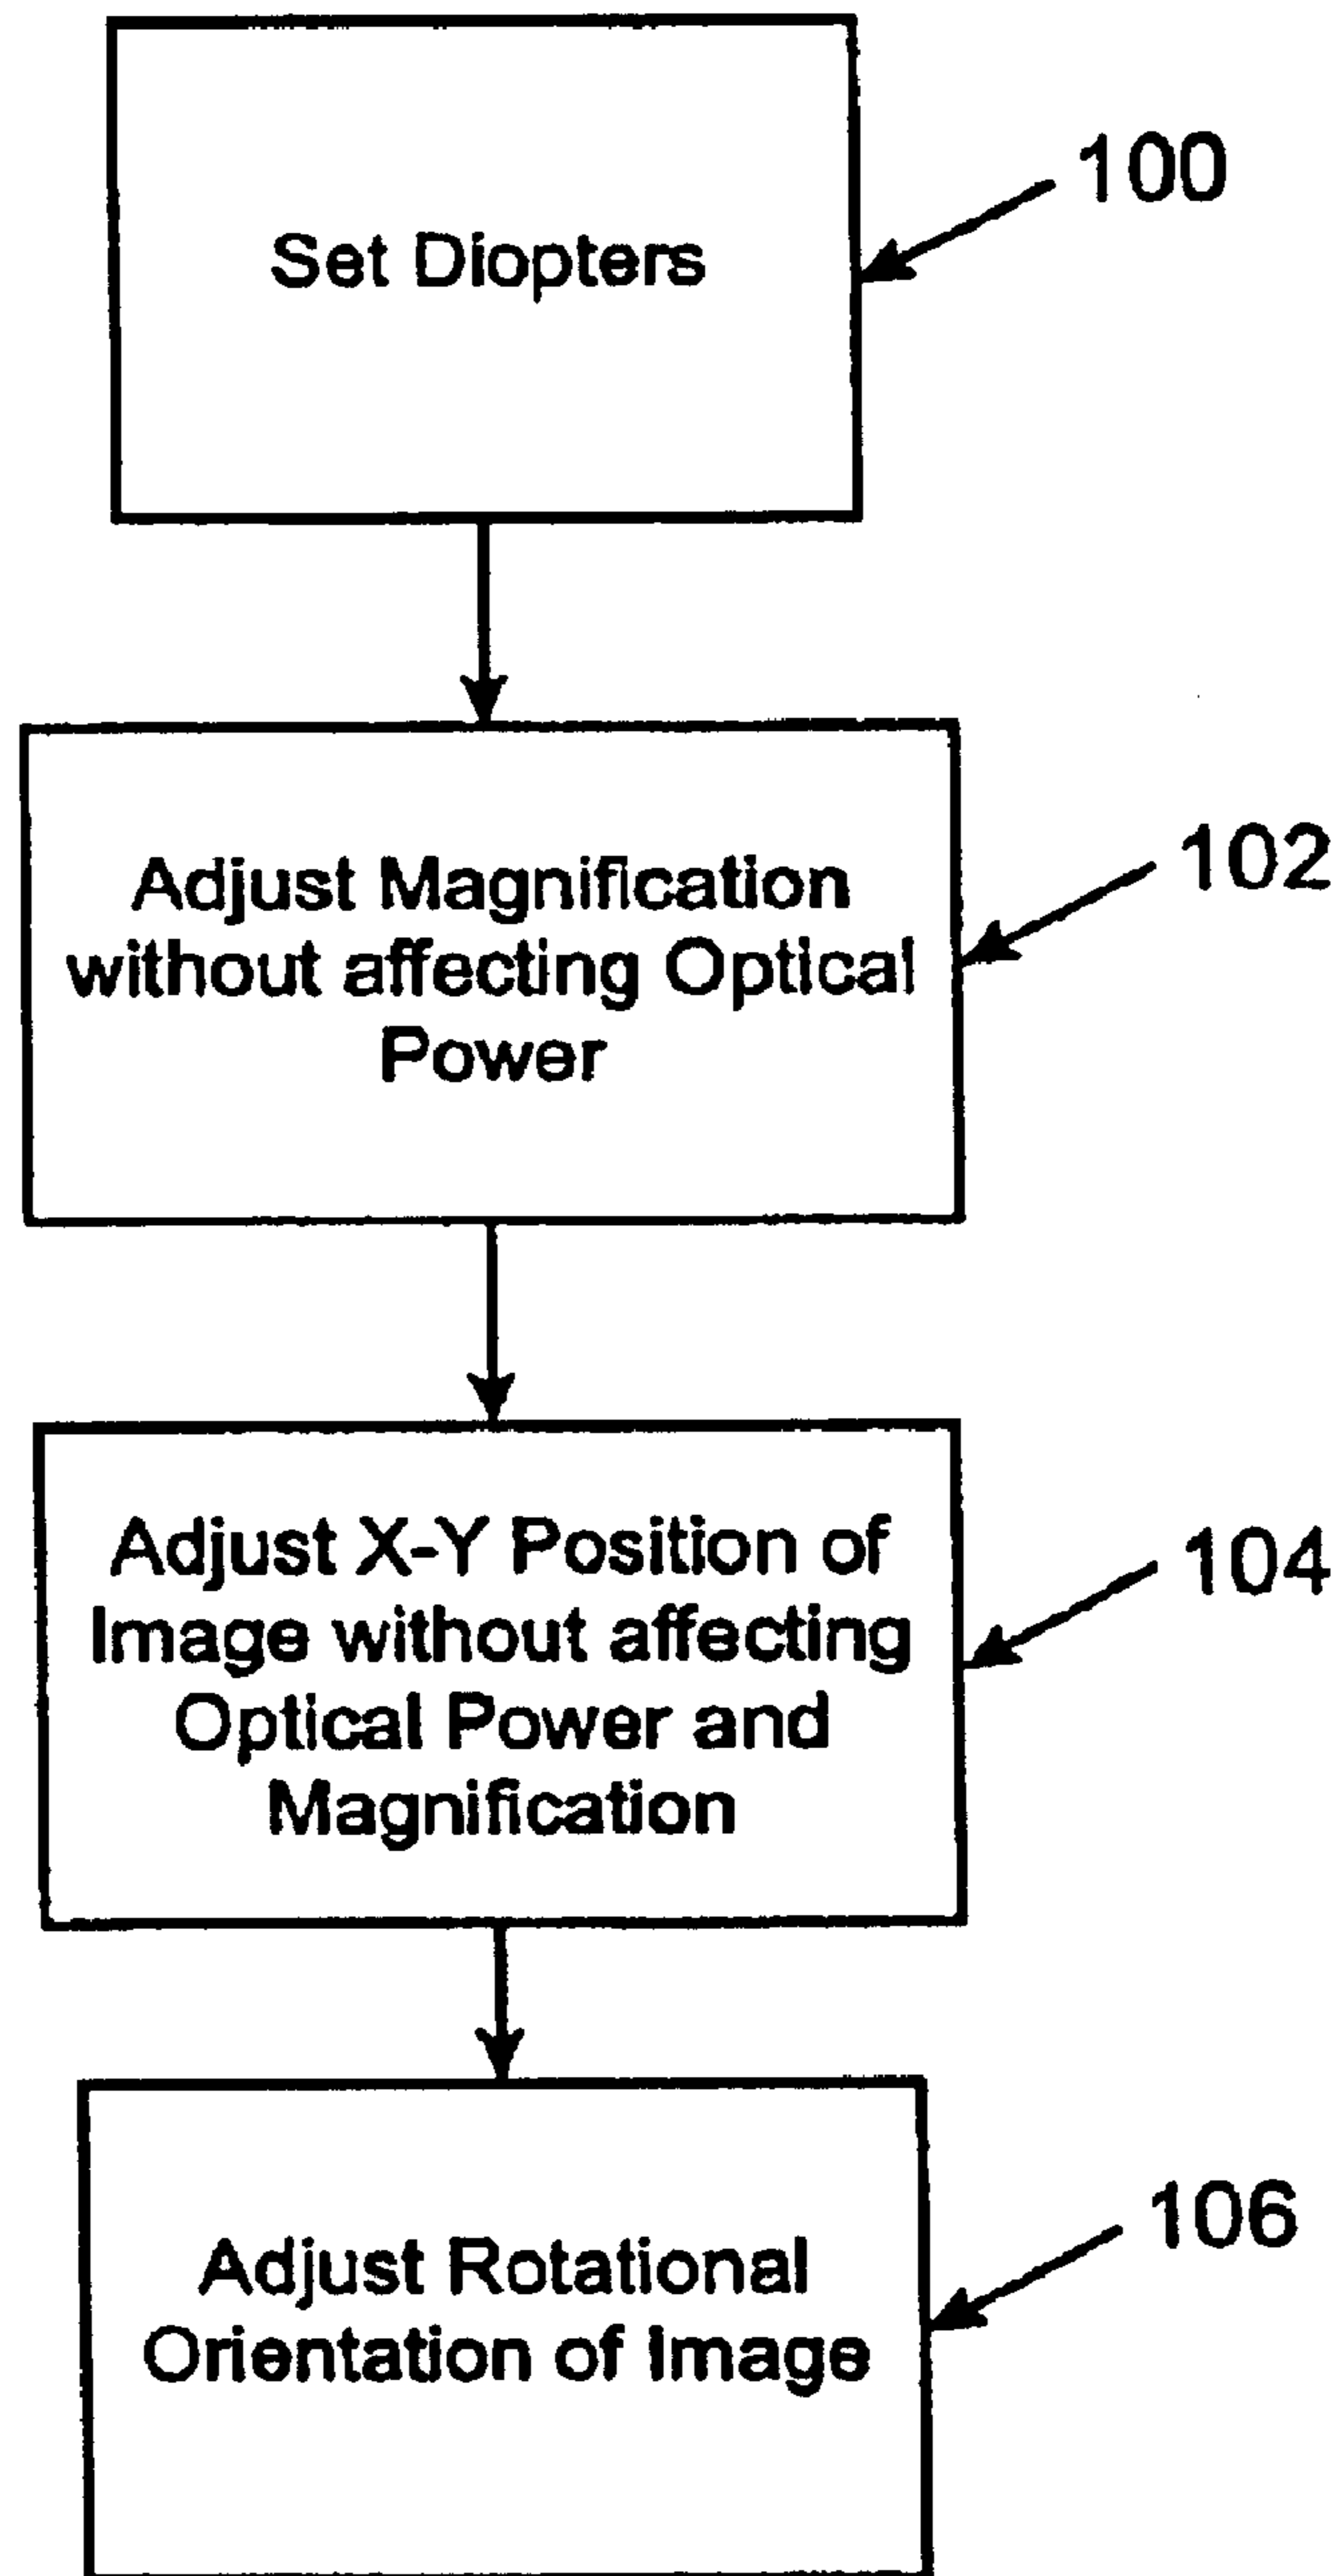 Set Diopters
100
Adjust Magnification
without affecting Optical
Power
102
Adjust X-Y Position of
Image without affecting
Optical Power and
Magnification
104
Adjust Rotational
Orientation of Image
106